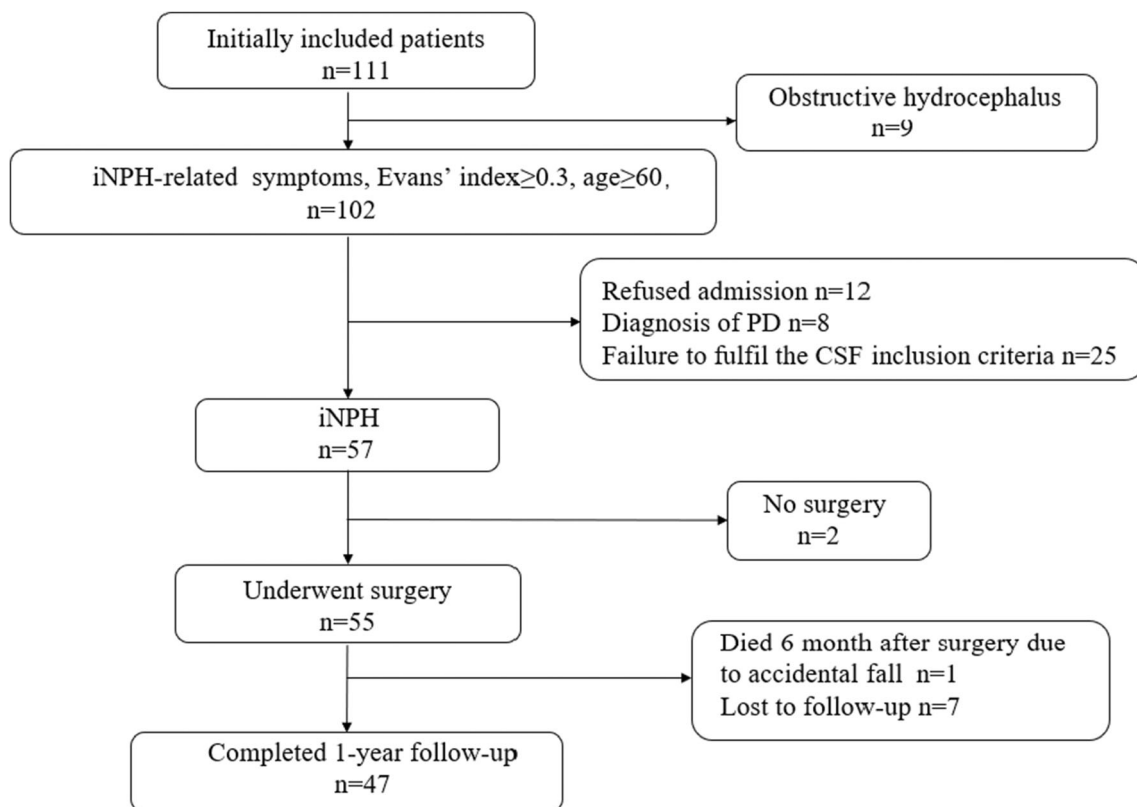 Initially included patients
n=111
Obstructive hydrocephalus
n=9
iNPH-related symptoms, Evans’ index≥0.3, age≥60,
n=102
Refused admission n=12
Diagnosis of PD n=8
Failure to fulfil the CSF inclusion criteria n=25
iNPH
n=57
No surgery
n=2
Underwent surgery
n=55
Died 6 month after surgery due
to accidental fall n=1
Lost to follow-up n=7
Completed 1-year follow-up
n=47